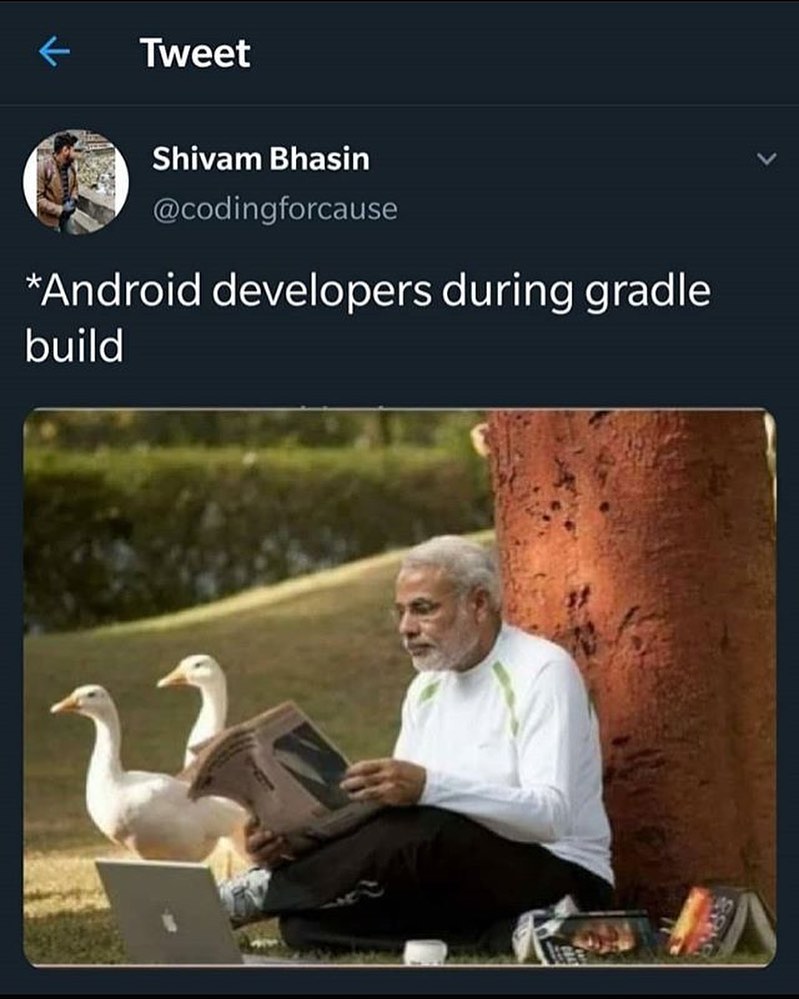 Tweet
Shivam Bhasin
@codingforcause
*Android developers during gradle
build